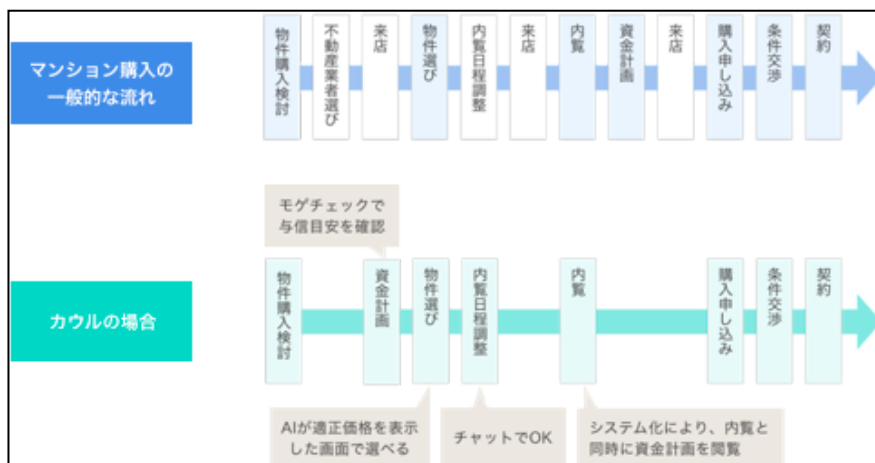 マンション購入の
一般的な流れ
物件購入検討
不動産業者選び
来店
物件選び
内覧日程調整
来店
内覧
資金計画
来店
購入申し込み
条件交渉
契約
モゲチェックで
与信目安を確認
カウルの場合
物件購入検討
資金計画
物件選び
内覧日程調整
内覧
購入申し込み
条件交渉
契約
AIが適正価格を表示
した画面で選べる
チャットでOK
システム化により、内覧と
同時に資金計画を閲覧